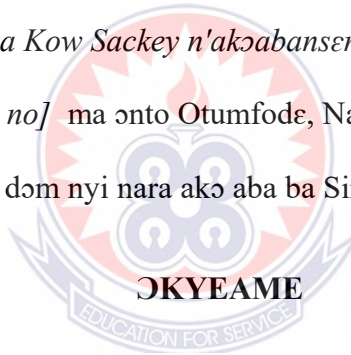 a Kow Sackey n'akɔabansɛn
no] ma ɔnto Otumfodɛ, Na
dɔm nyi nara akɔ aba ba Si
ɔKYEAME
EDUCATION FOR SERVICE